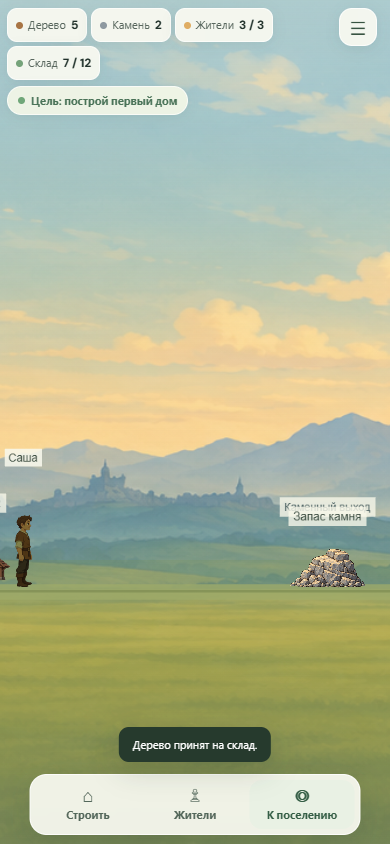 Дерево 5
Камень 2
Жители 3 / 3
Склад 7 / 12
Цель: построй первый дом
Саша
Каменный выход
Запас камня
Дерево принят на склад.
Строить
Жители
К поселению